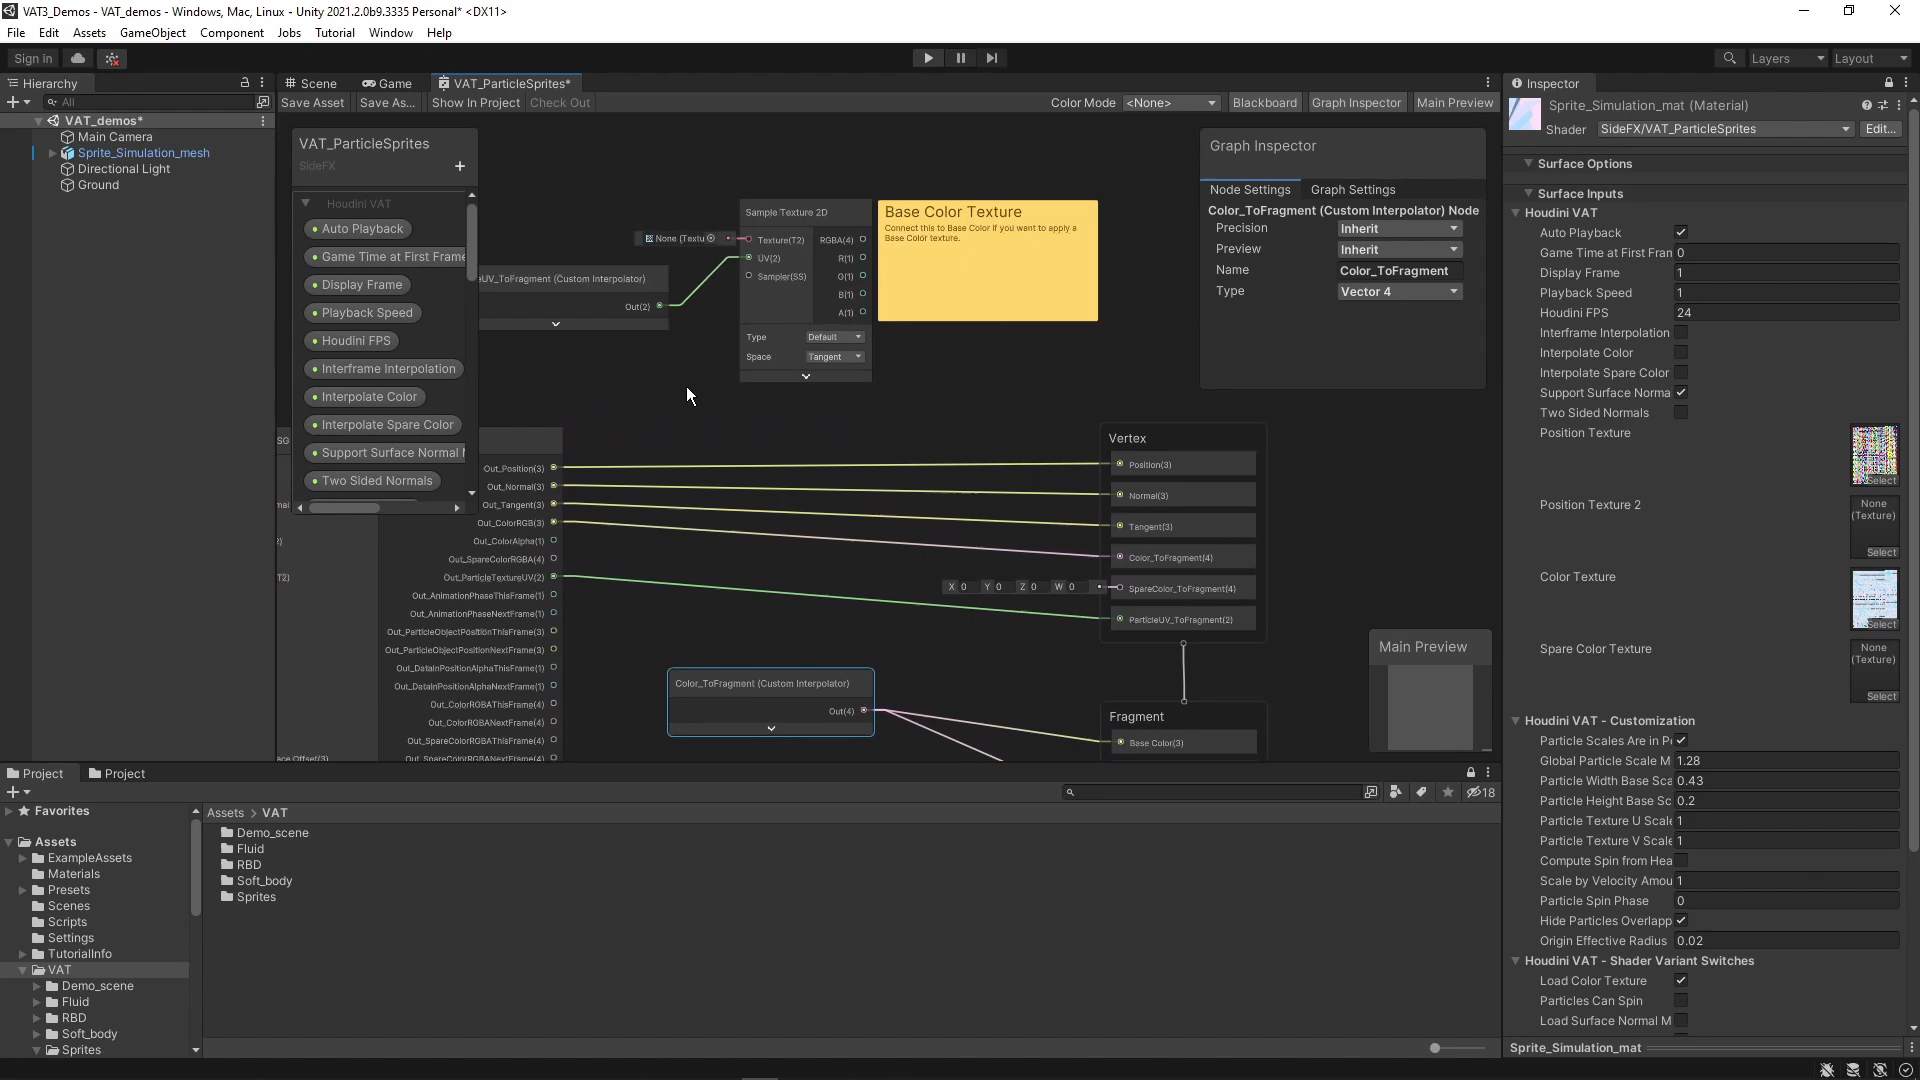 VAT3_Demos - VAT_demos - Windows, Mac, Linux - Unity 2021.2.0b9.3335 Personal* <DX11>
File Edit Assets GameObject Component Jobs Tutorial Window Help
Sign in
Layers Layout
Hierarchy
All
VAT_demos*
Main Camera
Sprite_Simulation_mesh
Directional Light
Ground
Scene Game VAT_ParticleSprites*
Save Asset Save As... Show In Project Check Out Color Mode <None> Blackboard Graph Inspector Main Preview
VAT_ParticleSprites
SideFX
Houdini VAT
Auto Playback
Game Time at First Frame
Display Frame
Playback Speed
Houdini FPS
Interframe Interpolation
Interpolate Color
Interpolate Spare Color
Support Surface Normal
Two Sided Normals
UV_ToFragment (Custom Interpolator)
Out(2)
None (Textu
Sample Texture 2D
Texture(T2) RGBA(4)
UV(2) R(1)
Sampler(SS) G(1)
B(1)
A(1)
Type Default
Space Tangent
Base Color Texture
Connect this to Base Color if you want to apply a
Base Color texture.
Graph Inspector
Node Settings Graph Settings
Color_ToFragment (Custom Interpolator) Node
Precision Inherit
Preview Inherit
Name Color_ToFragment
Type Vector 4
Out_Position(3)
Out_Normal(3)
Out_Tangent(3)
Out_ColorRGB(3)
Out_ColorAlpha(1)
Out_SpareColorRGBA(4)
Out_ParticleTextureUV(2)
Out_AnimationPhaseThisFrame(1)
Out_AnimationPhaseNextFrame(1)
Out_ParticleObjectPositionThisFrame(3)
Out_ParticleObjectPositionNextFrame(3)
Out_DataInPositionAlphaThisFrame(1)
Out_DataInPositionAlphaNextFrame(1)
Out_ColorRGBAThisFrame(4)
Out_ColorRGBANextFrame(4)
Out_SpareColorRGBAThisFrame(4)
Out_SpareColorRGBANextFrame(4)
SG
T2)
ace Offset(3)
Vertex
Position(3)
Normal(3)
Tangent(3)
Color_ToFragment(4)
X 0 Y 0 Z 0 W 0 SpareColor_ToFragment(4)
ParticleUV_ToFragment(2)
Color_ToFragment (Custom Interpolator)
Out(4)
Fragment
Base Color(3)
Main Preview
Inspector
Sprite_Simulation_mat (Material)
Shader SideFX/VAT_ParticleSprites Edit...
Surface Options
Surface Inputs
Houdini VAT
Auto Playback
Game Time at First Fran 0
Display Frame 1
Playback Speed 1
Houdini FPS 24
Interframe Interpolation
Interpolate Color
Interpolate Spare Color
Support Surface Norma
Two Sided Normals
Position Texture
Select
Position Texture 2 None
(Texture)
Select
Color Texture
Select
Spare Color Texture None
(Texture)
Select
Houdini VAT - Customization
Particle Scales Are in P
Global Particle Scale M 1.28
Particle Width Base Sca 0.43
Particle Height Base Sc 0.2
Particle Texture U Scale 1
Particle Texture V Scale 1
Compute Spin from Hea
Scale by Velocity Amou 1
Particle Spin Phase 0
Hide Particles Overlapp
Origin Effective Radius 0.02
Houdini VAT - Shader Variant Switches
Load Color Texture
Particles Can Spin
Load Surface Normal M
Sprite_Simulation_mat
Project Project
18
Favorites
Assets
ExampleAssets
Materials
Presets
Scenes
Scripts
Settings
TutorialInfo
VAT
Demo_scene
Fluid
RBD
Soft_body
Sprites
Assets > VAT
Demo_scene
Fluid
RBD
Soft_body
Sprites